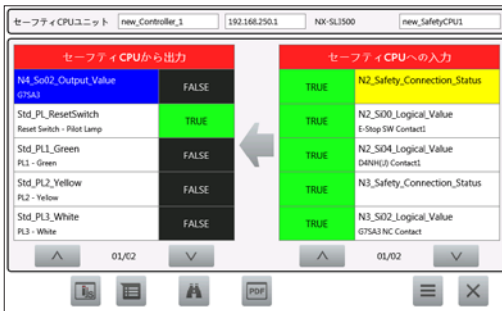 セーフティCPUユニット new_Controller_1 192.168.250.1 NX-SL3500 new_SafetyCPU1
セーフティCPUから出力
N4_So02_Output_Value
G7SA3
FALSE
Std_PL_ResetSwitch
Reset Switch - Pilot Lamp
TRUE
Std_PL1_Green
PL1 - Green
FALSE
Std_PL2_Yellow
PL2 - Yelow
FALSE
Std_PL3_White
PL3 - White
FALSE
01/02
セーフティCPUへの入力
TRUE
N2_Safety_Connection_Status
TRUE
N2_Si00_Logical_Value
E-Stop SW Contact1
TRUE
N2_Si04_Logical_Value
D4NH(U) Contact1
TRUE
N3_Safety_Connection_Status
TRUE
N3_Si02_Logical_Value
G7SA3 NC Contact
01/02
PDF